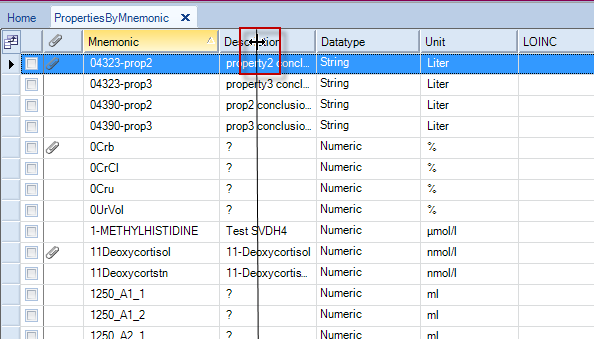 Home PropertiesByMnemonic
Mnemonic Description Datatype Unit LOINC
04323-prop2 property2 concl... String Liter
04323-prop3 property3 concl... String Liter
04390-prop2 prop2 conclusio... String Liter
04390-prop3 prop3 conclusio... String Liter
0Crb ? Numeric %
0CrCl ? Numeric %
0Cru ? Numeric %
0UrVol ? Numeric %
1-METHYLHISTIDINE Test SVDH4 Numeric µmol/l
11Deoxycortisol 11-Deoxycortisol Numeric nmol/l
11Deoxycortstn 11-Deoxycortis... Numeric nmol/l
1250_A1_1 ? Numeric ml
1250_A1_2 ? Numeric ml
1250_A2_1 ? Numeric ml